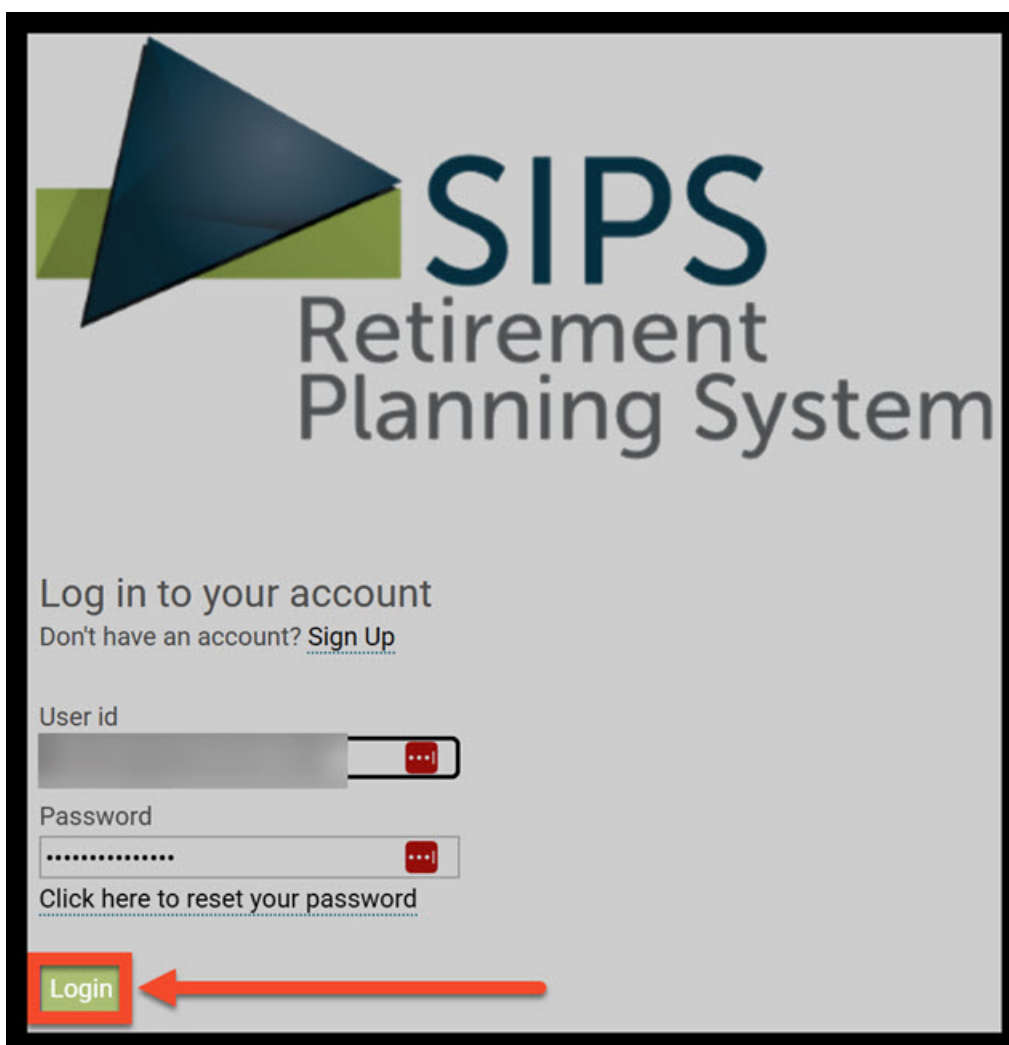 SIPS
Retirement
Planning System
Log in to your account
Don't have an account? Sign Up
User id
Password
•••••••••••••••
Click here to reset your password
Login